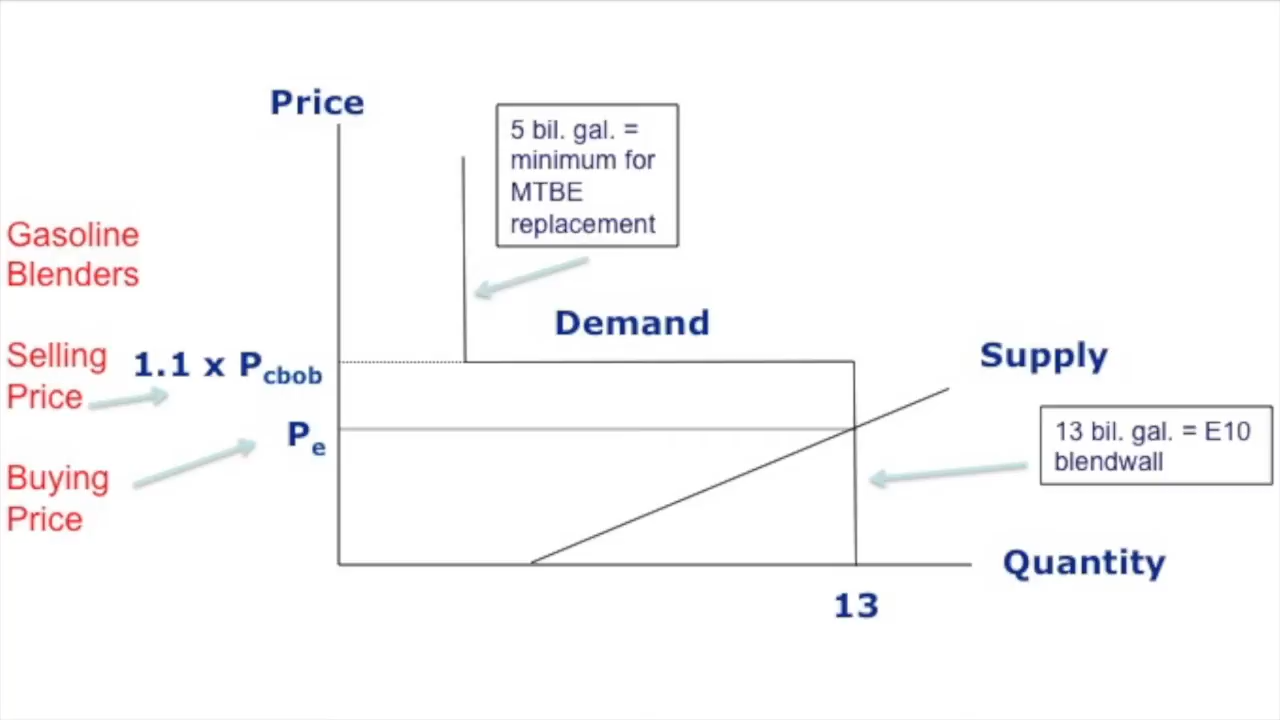 Price
5 bil. gal. =
minimum for
MTBE
replacement
Gasoline
Blenders
Demand
Selling
Price
1.1 x Pcbob
Supply
Pe
13 bil. gal. = E10
blendwall
Buying
Price
Quantity
13